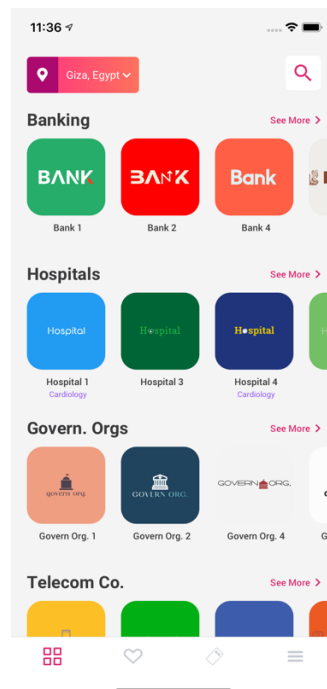 11:36
Giza, Egypt
Banking
See More >
BANK
BANK
Bank
Bank 1
Bank 2
Bank 4
Hospitals
See More >
Hospital
Hospital
Hospital
Hospital 1
Hospital 3
Hospital 4
Cardiology
Cardiology
Govern. Orgs
See More >
govern org.
GOVERN ORG.
GOVERN ORG.
Govern Org. 1
Govern Org. 2
Govern Org. 4
G
Telecom Co.
See More >